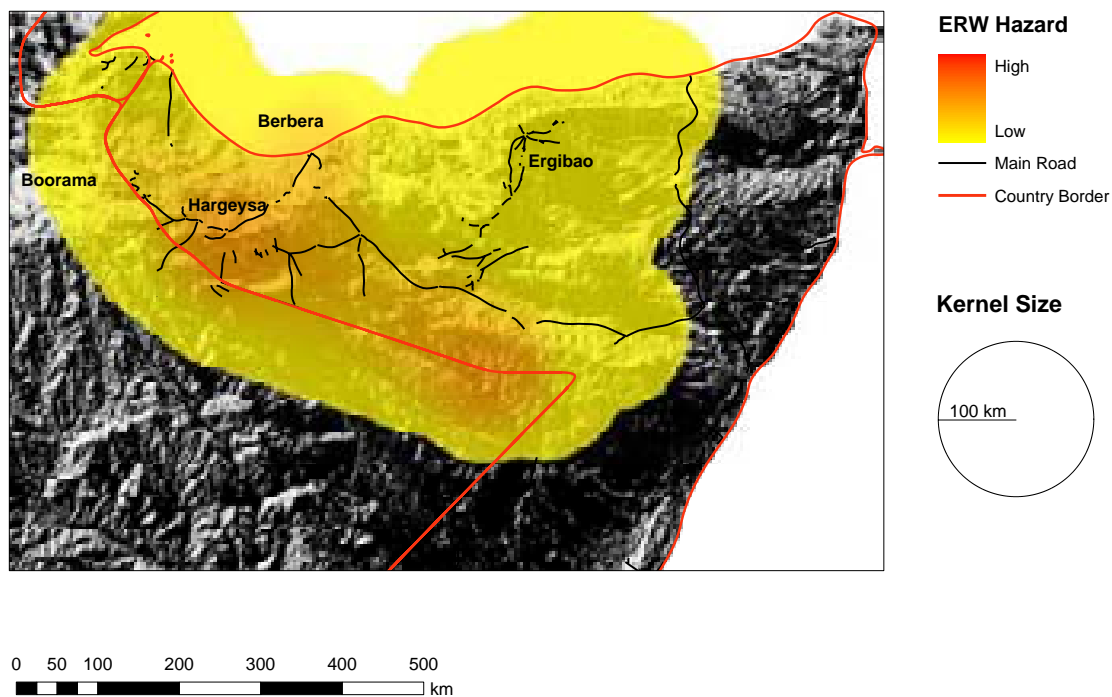 Berbera
Ergibao
Boorama
Hargeysa
ERW Hazard
High
Low
Main Road
Country Border
Kernel Size
100 km
0 50 100 200 300 400 500
km